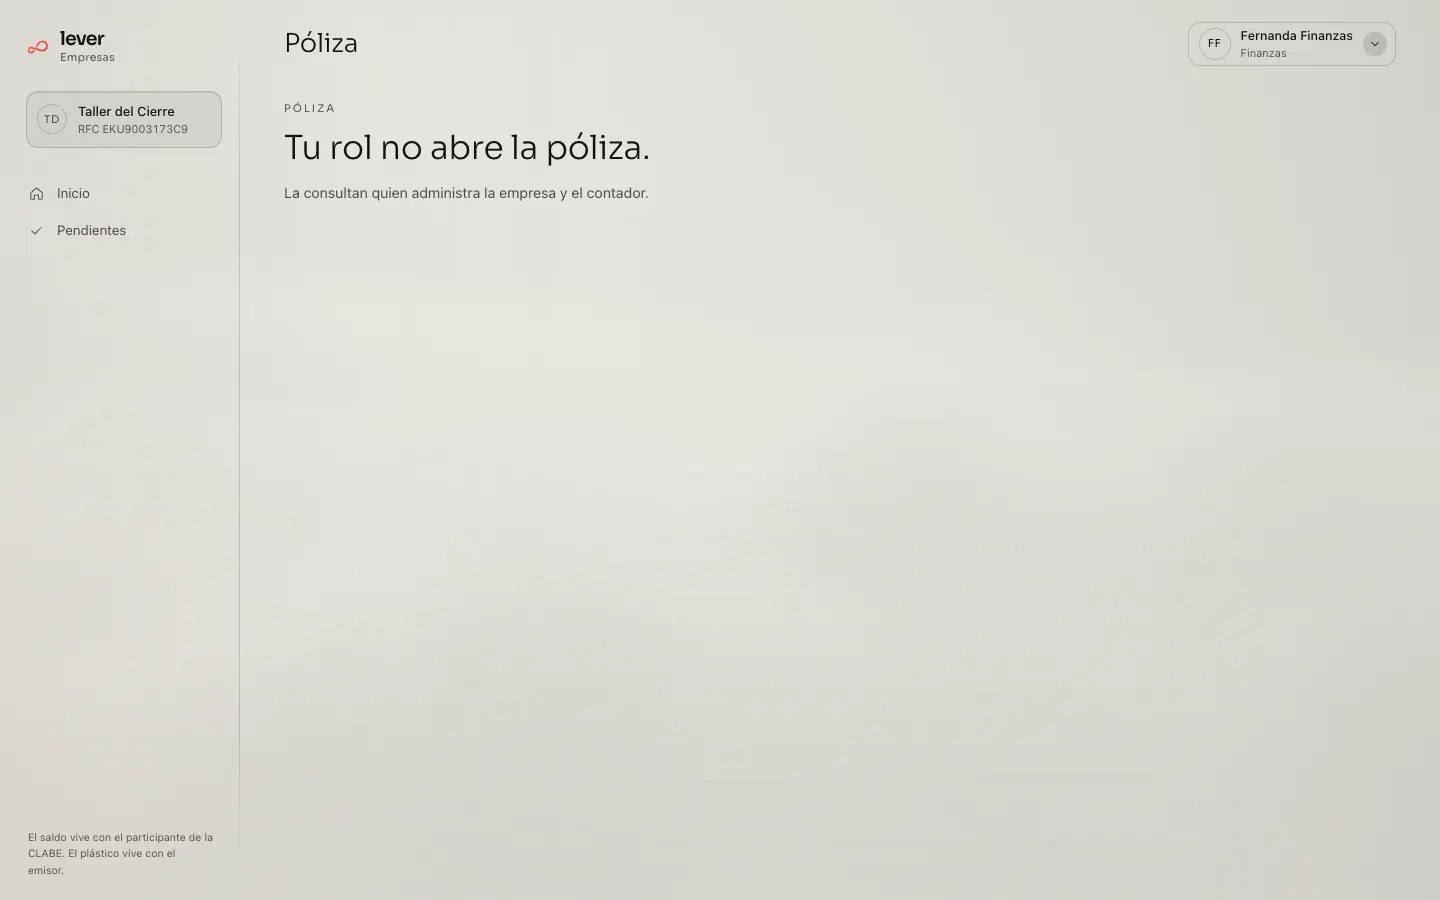 lever
Empresas
TD
Taller del Cierre
RFC EKU9003173C9
Inicio
Pendientes
El saldo vive con el participante de la
CLABE. El plástico vive con el
emisor.
Póliza
FF
Fernanda Finanzas
Finanzas
PÓLIZA
Tu rol no abre la póliza.
La consultan quien administra la empresa y el contador.